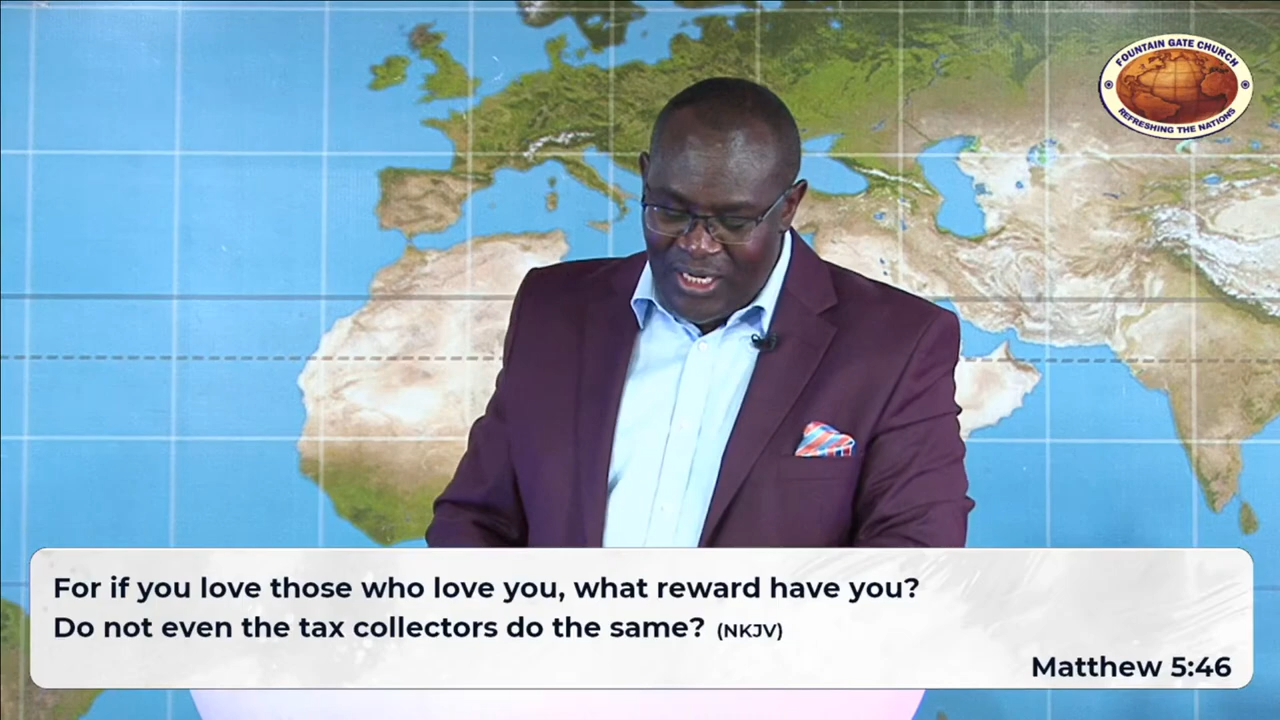 FOUNTAIN GATE CHURCH
REFRESHING THE NATIONS
For if you love those who love you, what reward have you?
Do not even the tax collectors do the same? (NKJV)
Matthew 5:46